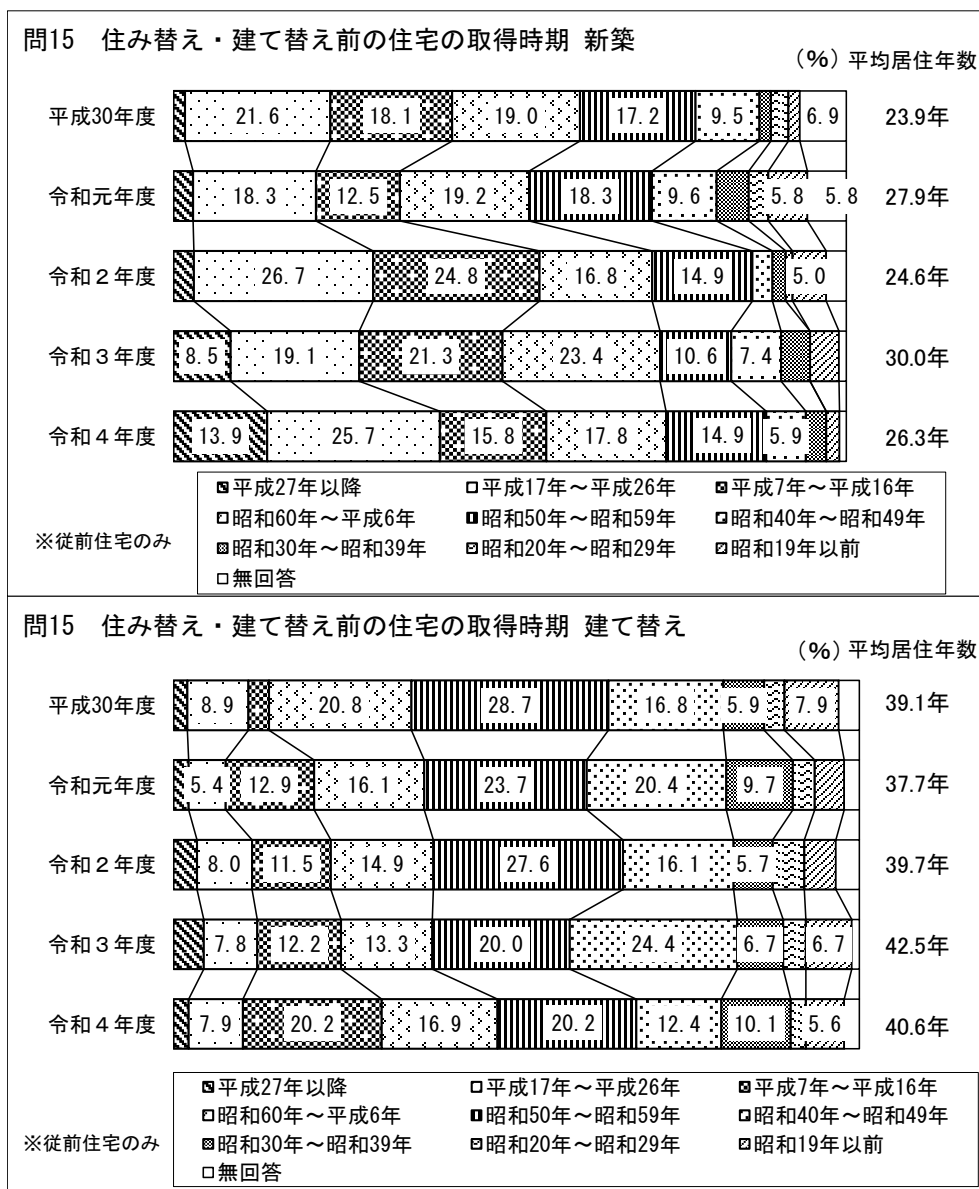 問15 住み替え・建て替え前の住宅の取得時期 新築
(％) 平均居住年数
平成30年度 21.6 18.1 19.0 17.2 9.5 6.9 23.9年
令和元年度 18.3 12.5 19.2 18.3 9.6 5.8 5.8 27.9年
令和２年度 26.7 24.8 16.8 14.9 5.0 24.6年
令和３年度 8.5 19.1 21.3 23.4 10.6 7.4 30.0年
令和４年度 13.9 25.7 15.8 17.8 14.9 5.9 26.3年
平成27年以降 平成17年～平成26年 平成7年～平成16年
昭和60年～平成6年 昭和50年～昭和59年 昭和40年～昭和49年
※従前住宅のみ
昭和30年～昭和39年 昭和20年～昭和29年 昭和19年以前
無回答
問15 住み替え・建て替え前の住宅の取得時期 建て替え
(％) 平均居住年数
平成30年度 8.9 20.8 28.7 16.8 5.9 7.9 39.1年
令和元年度 5.4 12.9 16.1 23.7 20.4 9.7 37.7年
令和２年度 8.0 11.5 14.9 27.6 16.1 5.7 39.7年
令和３年度 7.8 12.2 13.3 20.0 24.4 6.7 6.7 42.5年
令和４年度 7.9 20.2 16.9 20.2 12.4 10.1 5.6 40.6年
平成27年以降 平成17年～平成26年 平成7年～平成16年
昭和60年～平成6年 昭和50年～昭和59年 昭和40年～昭和49年
※従前住宅のみ
昭和30年～昭和39年 昭和20年～昭和29年 昭和19年以前
無回答